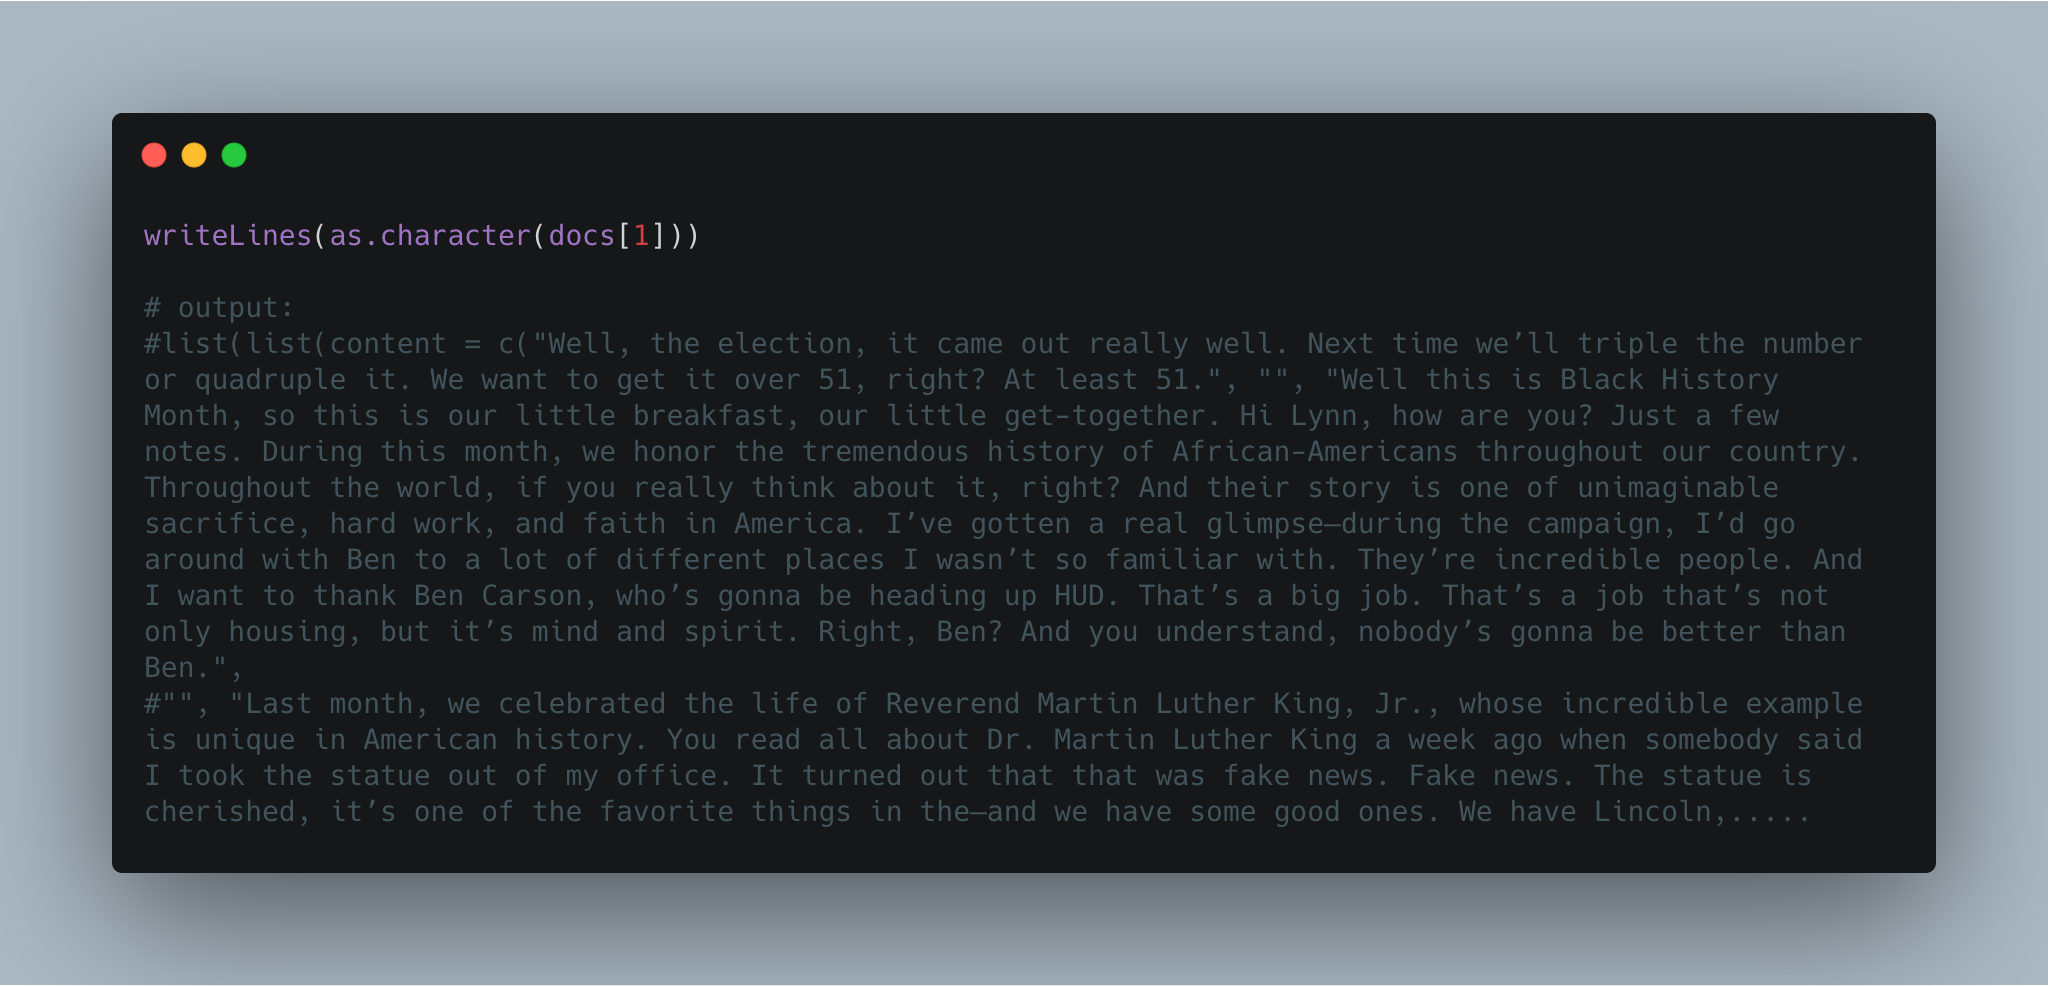 writeLines(as.character(docs[1]))
# output:
#list(list(content = c("Well, the election, it came out really well. Next time we’ll triple the number
or quadruple it. We want to get it over 51, right? At least 51.", "", "Well this is Black History
Month, so this is our little breakfast, our little get-together. Hi Lynn, how are you? Just a few
notes. During this month, we honor the tremendous history of African-Americans throughout our country.
Throughout the world, if you really think about it, right? And their story is one of unimaginable
sacrifice, hard work, and faith in America. I’ve gotten a real glimpse—during the campaign, I’d go
around with Ben to a lot of different places I wasn’t so familiar with. They’re incredible people. And
I want to thank Ben Carson, who’s gonna be heading up HUD. That’s a big job. That’s a job that’s not
only housing, but it’s mind and spirit. Right, Ben? And you understand, nobody’s gonna be better than
Ben.",
#"", "Last month, we celebrated the life of Reverend Martin Luther King, Jr., whose incredible example
is unique in American history. You read all about Dr. Martin Luther King a week ago when somebody said
I took the statue out of my office. It turned out that that was fake news. Fake news. The statue is
cherished, it’s one of the favorite things in the—and we have some good ones. We have Lincoln,.....